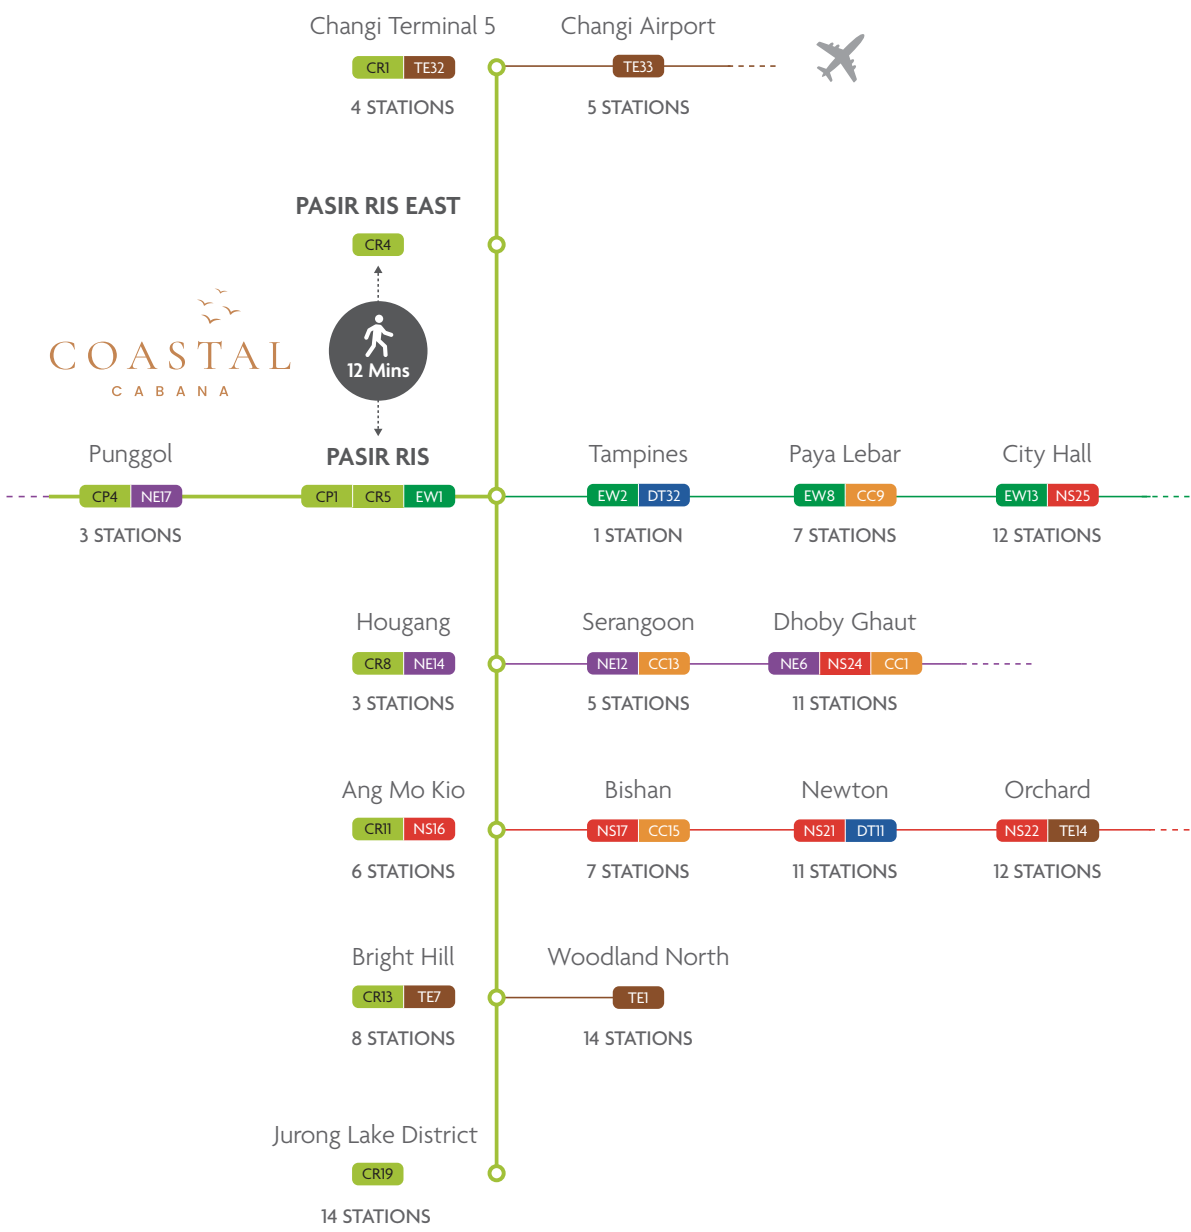 Changi Terminal 5 Changi Airport
CR1 TE32 TE33
4 STATIONS 5 STATIONS
PASIR RIS EAST
CR4
12 Mins
COASTAL
CABANA
Punggol PASIR RIS Tampines Paya Lebar City Hall
CP4 NE17 CP1 CR5 EW1 EW2 DT32 EW8 CC9 EW13 NS25
3 STATIONS 1 STATION 7 STATIONS 12 STATIONS
Hougang Serangoon Dhoby Ghaut
CR8 NE14 NE12 CC13 NE6 NS24 CC1
3 STATIONS 5 STATIONS 11 STATIONS
Ang Mo Kio Bishan Newton Orchard
CR11 NS16 NS17 CC15 NS21 DT11 NS22 TE14
6 STATIONS 7 STATIONS 11 STATIONS 12 STATIONS
Bright Hill Woodland North
CR13 TE7 TE1
8 STATIONS 14 STATIONS
Jurong Lake District
CR19
14 STATIONS